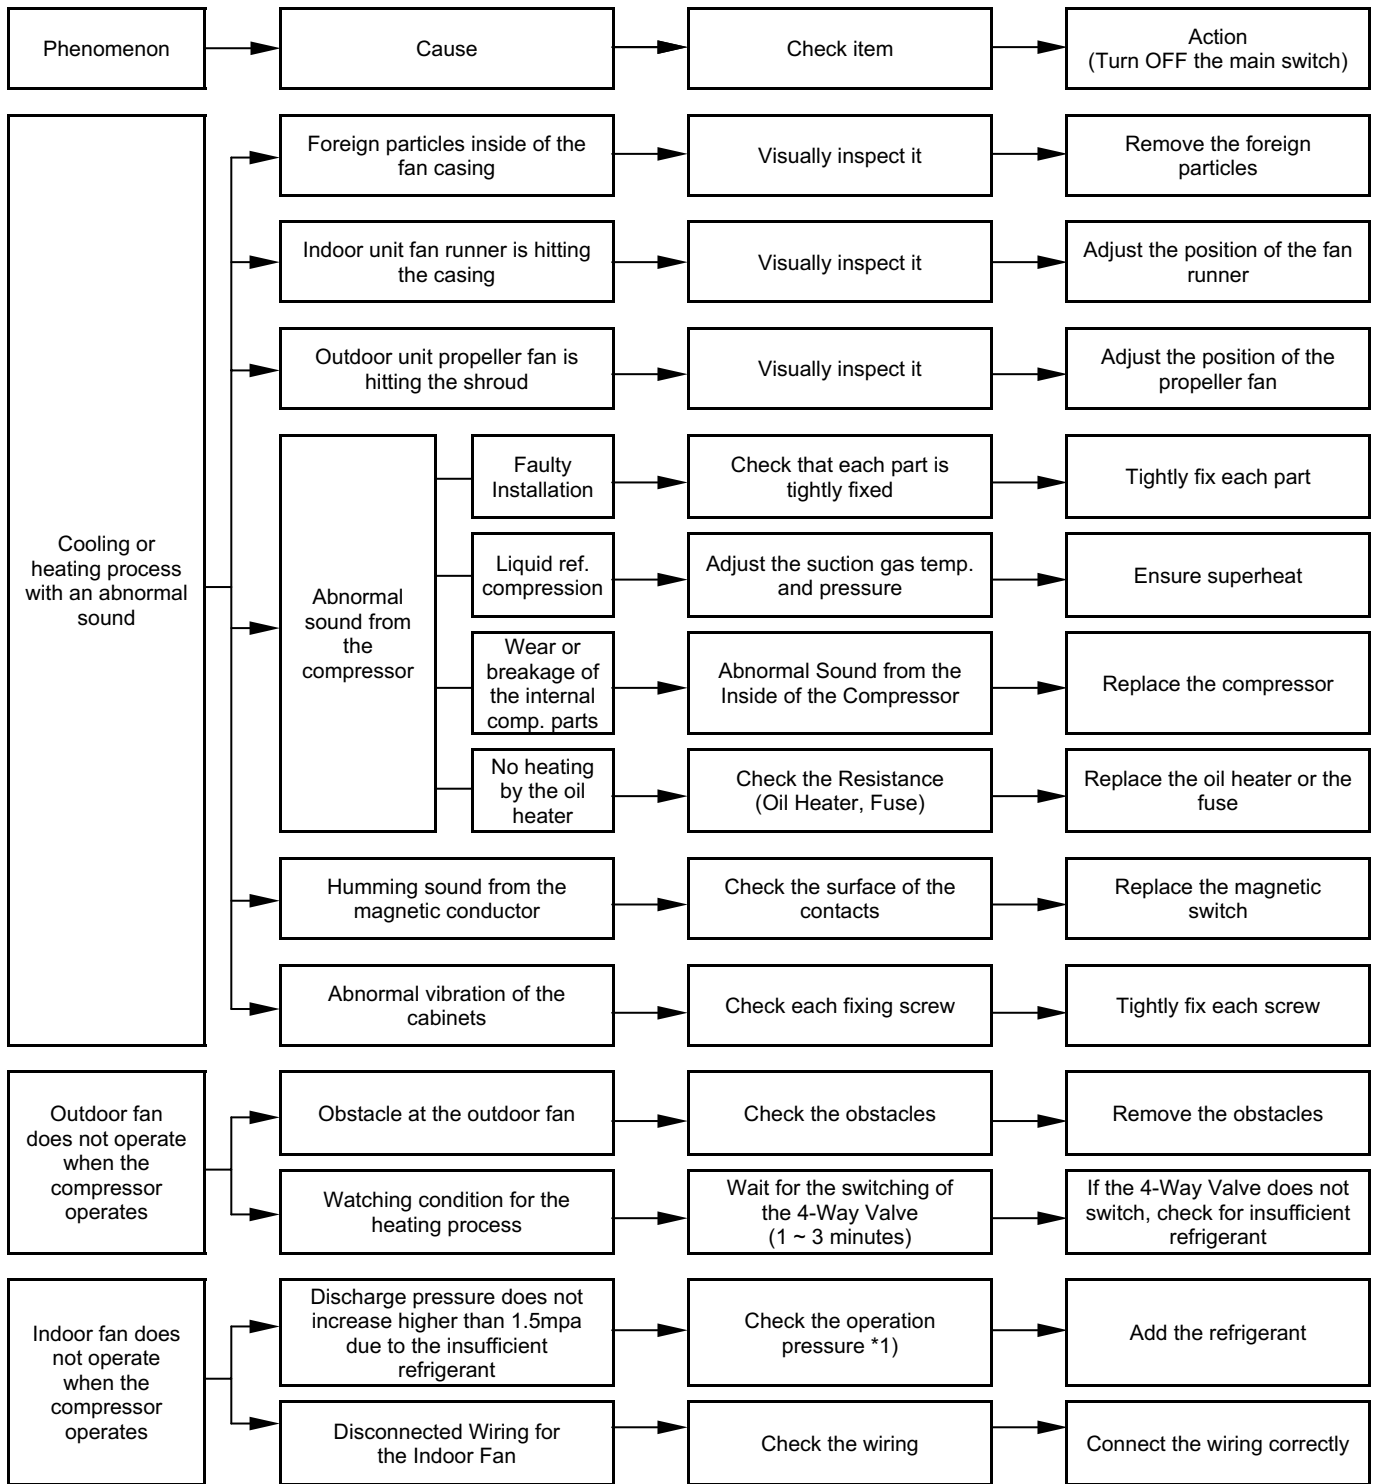 Phenomenon
Cause
Check item
Action
(Turn OFF the main switch)
Cooling or
heating process
with an abnormal
sound
Foreign particles inside of the
fan casing
Visually inspect it
Remove the foreign
particles
Indoor unit fan runner is hitting
the casing
Visually inspect it
Adjust the position of the fan
runner
Outdoor unit propeller fan is
hitting the shroud
Visually inspect it
Adjust the position of the
propeller fan
Abnormal
sound from
the
compressor
Faulty
Installation
Check that each part is
tightly fixed
Tightly fix each part
Liquid ref.
compression
Adjust the suction gas temp.
and pressure
Ensure superheat
Wear or
breakage of
the internal
comp. parts
Abnormal Sound from the
Inside of the Compressor
Replace the compressor
No heating
by the oil
heater
Check the Resistance
(Oil Heater, Fuse)
Replace the oil heater or the
fuse
Humming sound from the
magnetic conductor
Check the surface of the
contacts
Replace the magnetic
switch
Abnormal vibration of the
cabinets
Check each fixing screw
Tightly fix each screw
Outdoor fan
does not operate
when the
compressor
operates
Obstacle at the outdoor fan
Check the obstacles
Remove the obstacles
Watching condition for the
heating process
Wait for the switching of
the 4-Way Valve
(1 ~ 3 minutes)
If the 4-Way Valve does not
switch, check for insufficient
refrigerant
Indoor fan does
not operate
when the
compressor
operates
Discharge pressure does not
increase higher than 1.5mpa
due to the insufficient
refrigerant
Check the operation
pressure *1)
Add the refrigerant
Disconnected Wiring for
the Indoor Fan
Check the wiring
Connect the wiring correctly